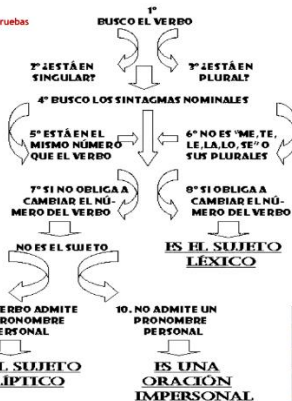 ruebas
1º
BUSCO EL VERBO
2º ¿ESTÁ EN
SINGULAR?
3º ¿ESTÁ EN
PLURAL?
4º BUSCO LOS SINTAGMAS NOMINALES
5º ESTÁ EN EL
MISMO NÚMERO
QUE EL VERBO
6º NO ES "ME, TE,
LE, LA, LO, SE" O
SUS PLURALES
7º SI NO OBLIGA A
CAMBIAR EL NÚ-
MERO DEL VERBO
8º SI OBLIGA A
CAMBIAR EL NÚ-
MERO DEL VERBO
NO ES EL SUJETO
ES EL SUJETO
LÉXICO
ERBO ADMITE
RONOMBRE
ERSONAL
10. NO ADMITE UN
PRONOMBRE
PERSONAL
L SUJETO
LÍPTICO
ES UNA
ORACIÓN
IMPERSONAL